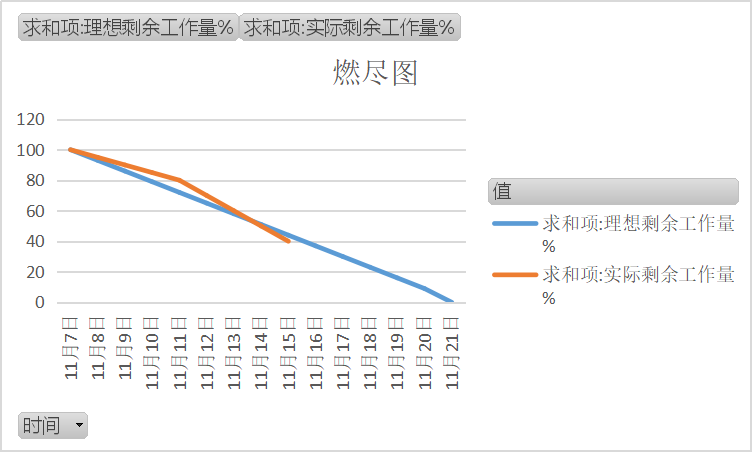 求和项:理想剩余工作量% 求和项:实际剩余工作量%
燃尽图
120
100
80
60
40
20
0
11月7日
11月8日
11月9日
11月10日
11月11日
11月12日
11月13日
11月14日
11月15日
11月16日
11月17日
11月18日
11月19日
11月20日
11月21日
值
求和项:理想剩余工作量
%
求和项:实际剩余工作量
%
时间